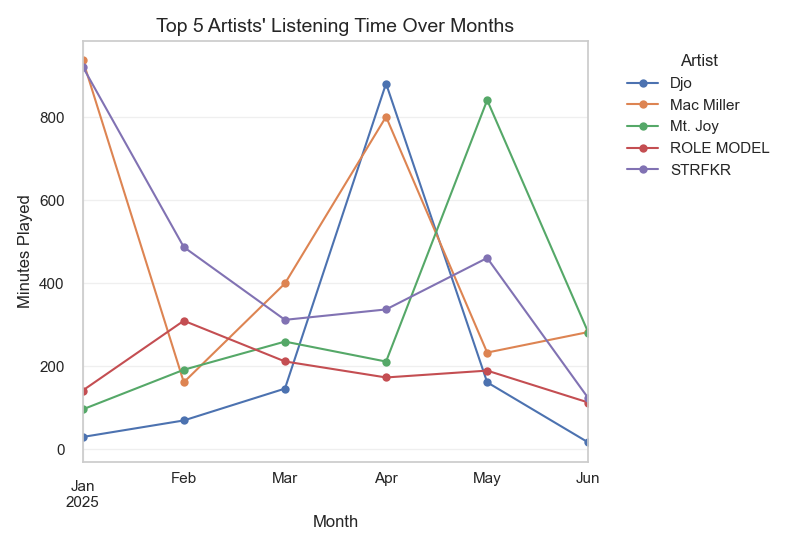 Top 5 Artists' Listening Time Over Months
Artist
Djo
Mac Miller
Mt. Joy
ROLE MODEL
STRFKR
Minutes Played
800
600
400
200
0
Jan
2025
Feb
Mar
Apr
May
Jun
Month